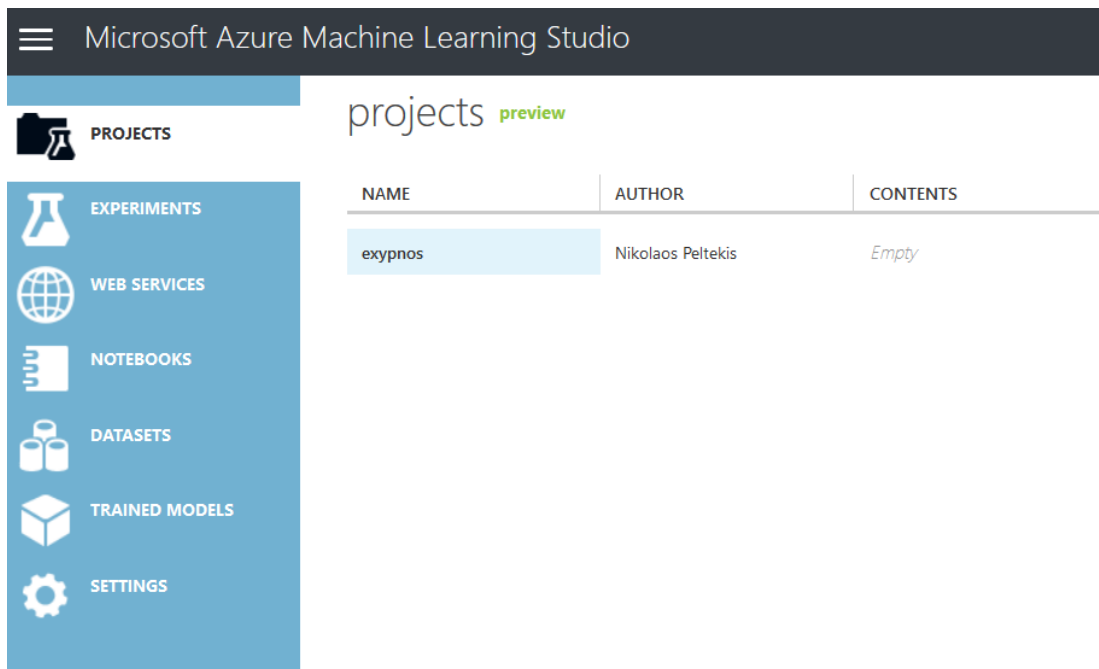 Microsoft Azure Machine Learning Studio
PROJECTS
EXPERIMENTS
WEB SERVICES
NOTEBOOKS
DATASETS
TRAINED MODELS
SETTINGS
projects preview
NAME AUTHOR CONTENTS
exypnos Nikolaos Peltekis Empty